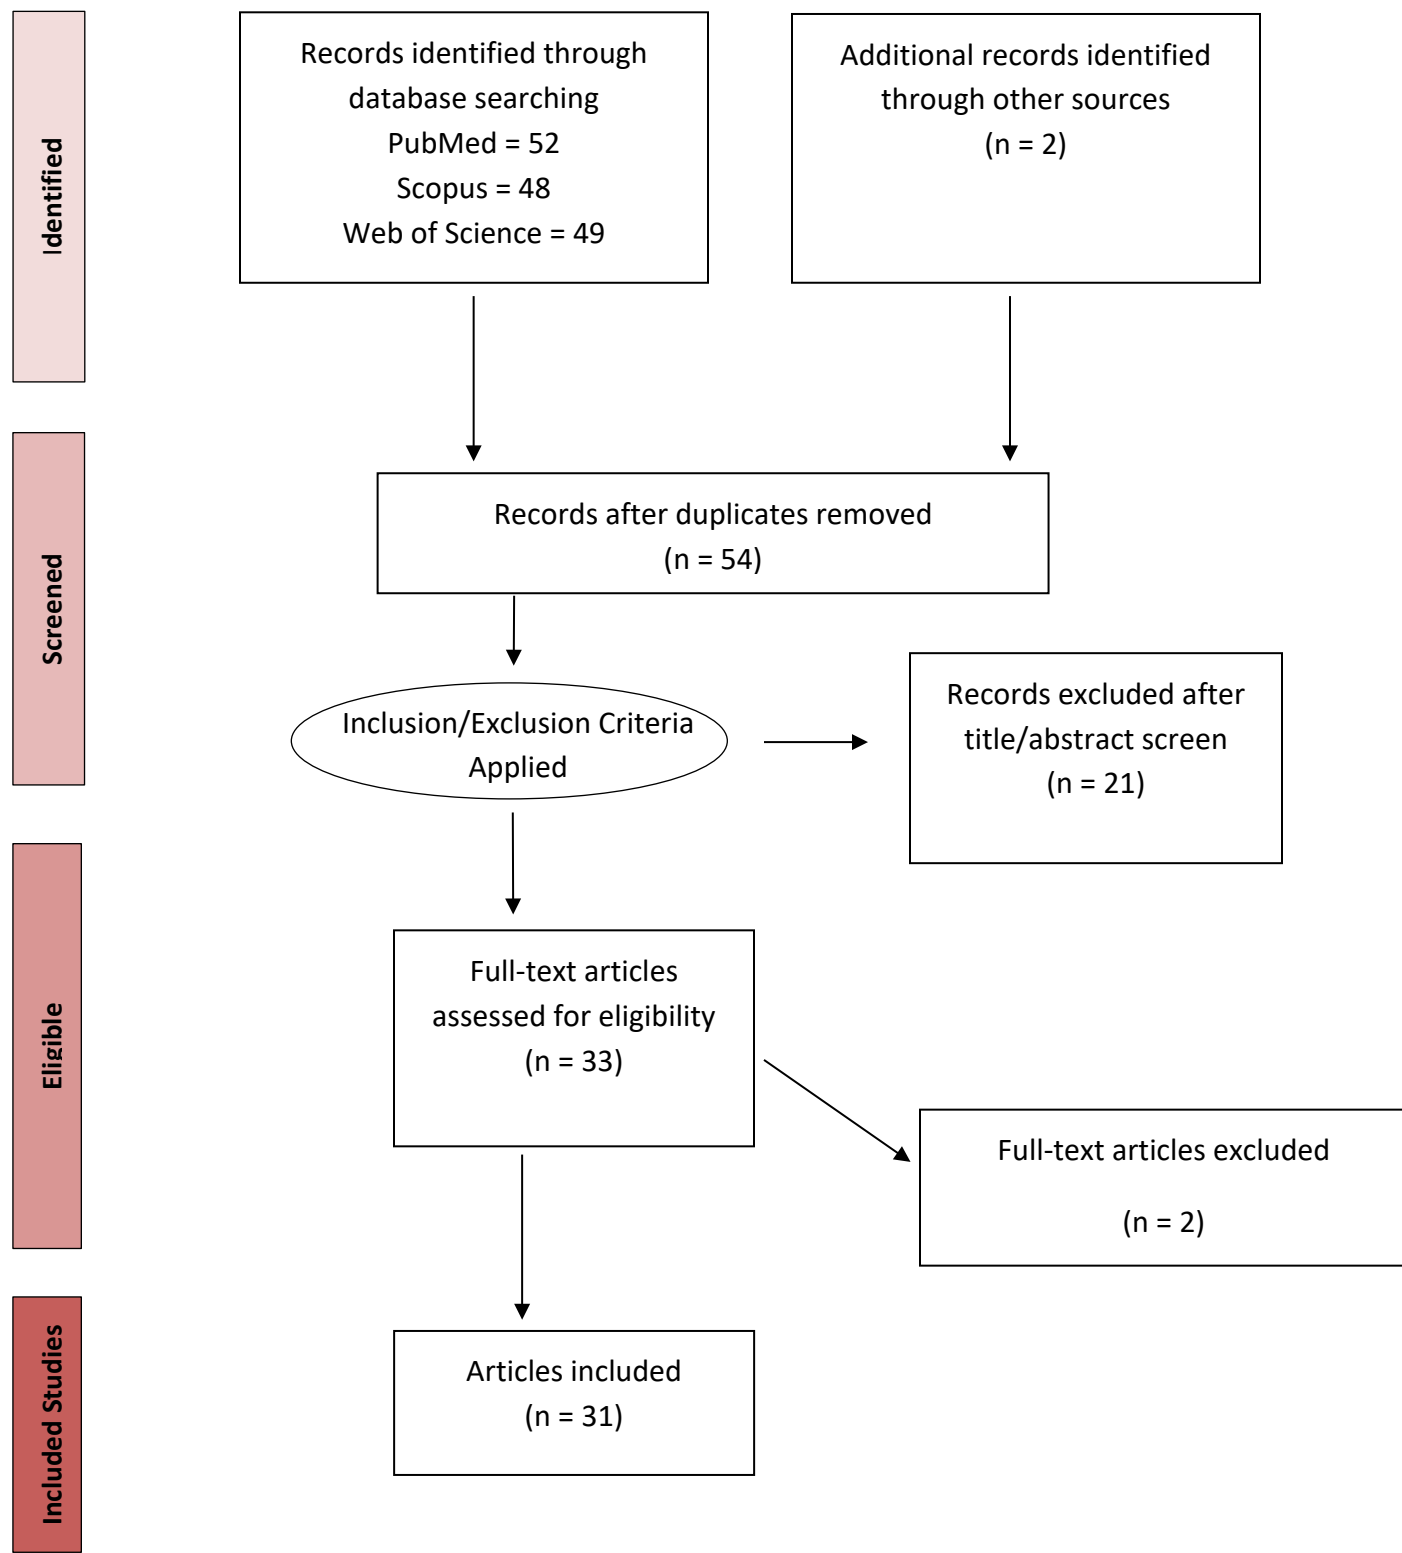 Identified
Records identified through
database searching
PubMed = 52
Scopus = 48
Web of Science = 49
Additional records identified
through other sources
(n = 2)
Screened
Records after duplicates removed
(n = 54)
Inclusion/Exclusion Criteria
Applied
Records excluded after
title/abstract screen
(n = 21)
Eligible
Full-text articles
assessed for eligibility
(n = 33)
Full-text articles excluded
(n = 2)
Included Studies
Articles included
(n = 31)